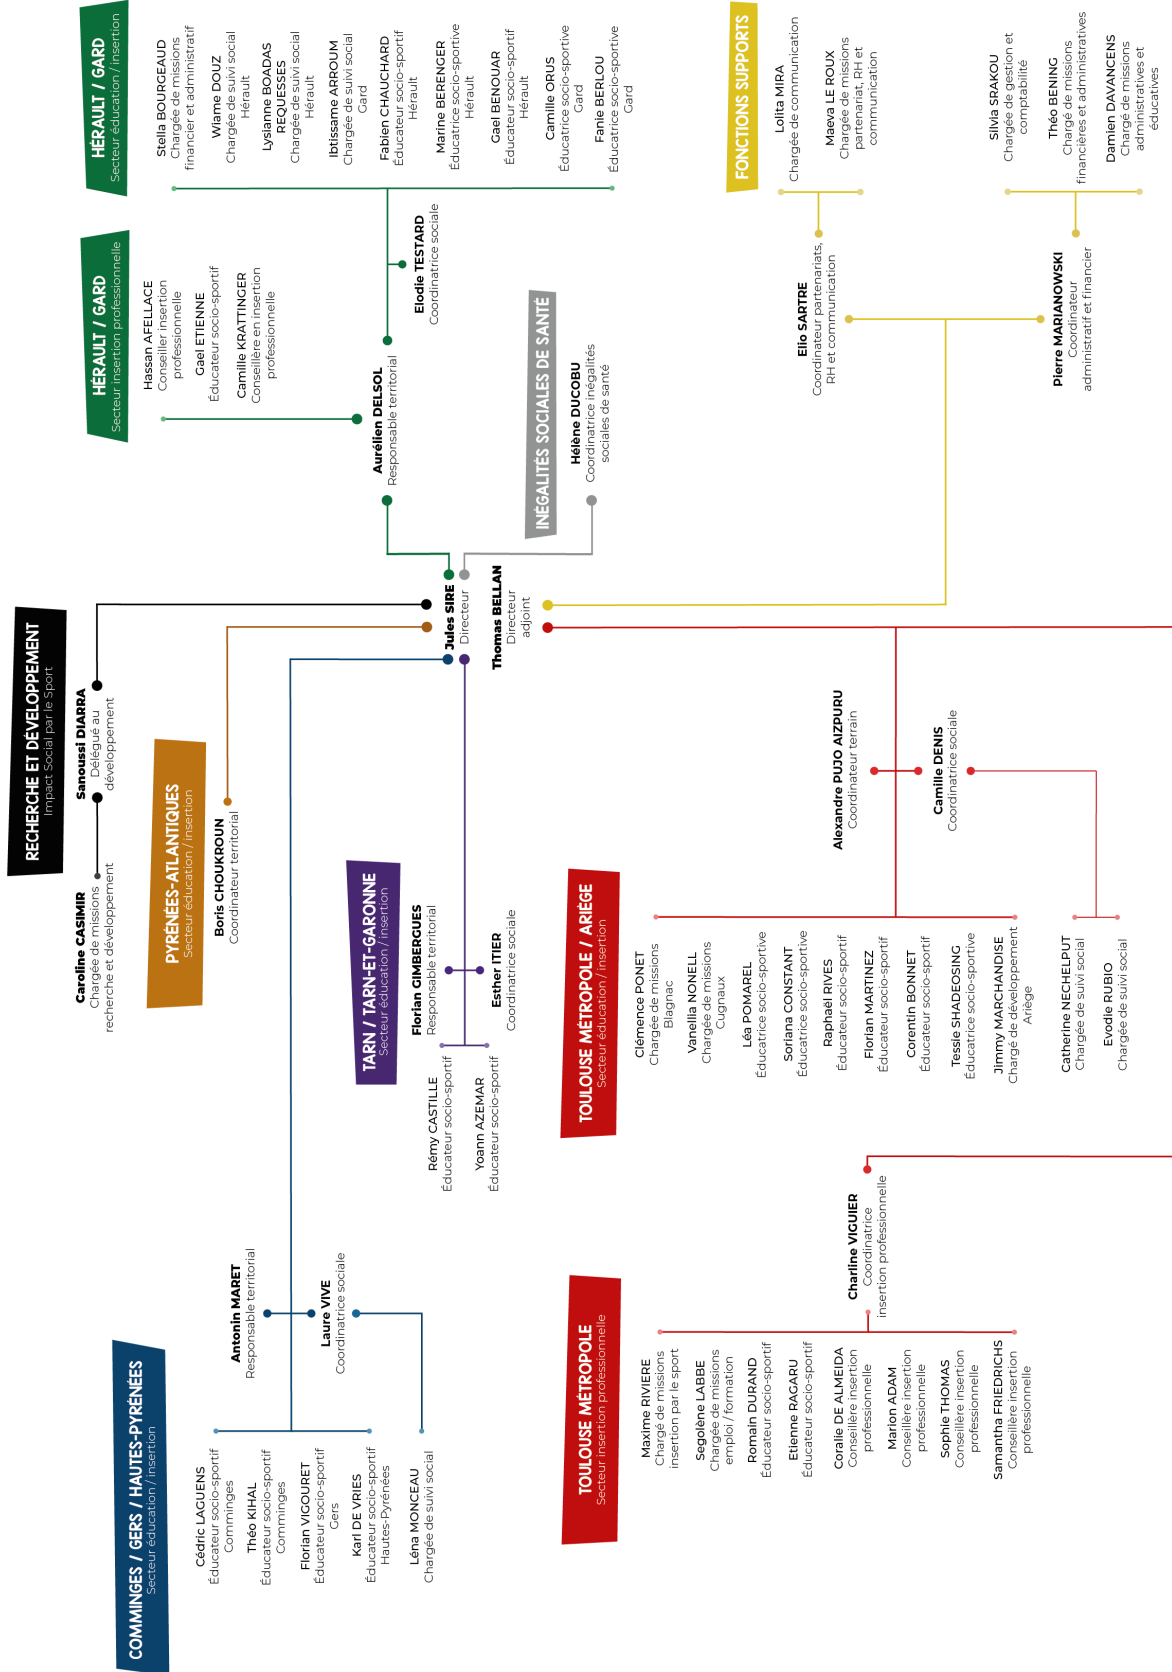 RECHERCHE ET DÉVELOPPEMENT
Impact Social par le Sport
Sanoussi DIARRA
Délégué au
développement
Caroline CASIMIR
Chargée de missions
recherche et développement
PYRÉNÉES-ATLANTIQUES
Secteur éducation / insertion
Boris CHOUKROUN
Coordinateur territorial
COMMINGES / GERS / HAUTES-PYRÉNÉES
Secteur éducation / insertion
Antonin MARET
Responsable territorial
Laure VIVE
Coordinatrice sociale
Cédric LAGUENS
Éducateur socio-sportif
Comminges
Théo KIHAL
Éducateur socio-sportif
Comminges
Florian VIGOURET
Éducateur socio-sportif
Gers
Karl DE VRIES
Éducateur socio-sportif
Hautes-Pyrénées
Léna MONCEAU
Chargée de suivi social
TARN / TARN-ET-GARONNE
Secteur éducation / insertion
Florian GIMBERGUES
Responsable territorial
Esther ITIER
Coordinatrice sociale
Rémy CASTILLE
Éducateur socio-sportif
Yoann AZEMAR
Éducateur socio-sportif
Jules SIRE
Directeur
Thomas BELLAN
Directeur
adjoint
HÉRAULT / GARD
Secteur insertion professionnelle
Hassan AFELLACE
Conseiller insertion
professionnelle
Gael ETIENNE
Éducateur socio-sportif
Camille KRATTINGER
Conseillère en insertion
professionnelle
Aurélien DELSOL
Responsable territorial
Elodie TESTARD
Coordinatrice sociale
HÉRAULT / GARD
Secteur éducation / insertion
Stella BOURGEAUD
Chargée de missions
financier et administratif
Wiame DOUZ
Chargée de suivi social
Hérault
Lysianne BOADAS
REQUESSES
Chargée de suivi social
Hérault
Ibtissame ARROUM
Chargée de suivi social
Gard
Fabien CHAUCHARD
Éducateur socio-sportif
Hérault
Marine BERENGER
Éducatrice socio-sportive
Hérault
Gael BENOUAR
Éducateur socio-sportif
Hérault
Camille ORUS
Éducatrice socio-sportive
Gard
Fanie BERLOU
Éducatrice socio-sportive
Gard
INÉGALITÉS SOCIALES DE SANTÉ
Hélène DUCOBU
Coordinatrice inégalités
sociales de santé
FONCTIONS SUPPORTS
Elio SARTRE
Coordinateur partenariats,
RH et communication
Lolita MIRA
Chargée de communication
Maeva LE ROUX
Chargée de missions
partenariat, RH et
communication
Pierre MARIANOWSKI
Coordinateur
administratif et financier
Silvia SRAKOU
Chargée de gestion et
comptabilité
Théo BENING
Chargé de missions
financières et administratives
Damien DAVANCENS
Chargé de missions
administratives et
éducatives
TOULOUSE MÉTROPOLE / ARIÈGE
Secteur éducation / insertion
Alexandre PUJO AIZPURU
Coordinateur terrain
Camille DENIS
Coordinatrice sociale
Clémence PONET
Chargée de missions
Blagnac
Vanellia NONELL
Chargée de missions
Cugnaux
Léa POMAREL
Éducatrice socio-sportive
Soriana CONSTANT
Éducatrice socio-sportive
Raphaël RIVES
Éducateur socio-sportif
Florian MARTINEZ
Éducateur socio-sportif
Corentin BONNET
Éducateur socio-sportif
Tessie SHADEOSING
Éducatrice socio-sportive
Jimmy MARCHANDISE
Chargé de développement
Ariège
Catherine NECHELPUT
Chargée de suivi social
Evodie RUBIO
Chargée de suivi social
TOULOUSE MÉTROPOLE
Secteur insertion professionnelle
Charline VIGUIER
Coordinatrice
insertion professionnelle
Maxime RIVIERE
Chargé de missions
insertion par le sport
Segolène LABBE
Chargée de missions
emploi / formation
Romain DURAND
Éducateur socio-sportif
Etienne RAGARU
Éducateur socio-sportif
Coralie DE ALMEIDA
Conseillère insertion
professionnelle
Marion ADAM
Conseillère insertion
professionnelle
Sophie THOMAS
Conseillère insertion
professionnelle
Samantha FRIEDRICHS
Conseillère insertion
professionnelle